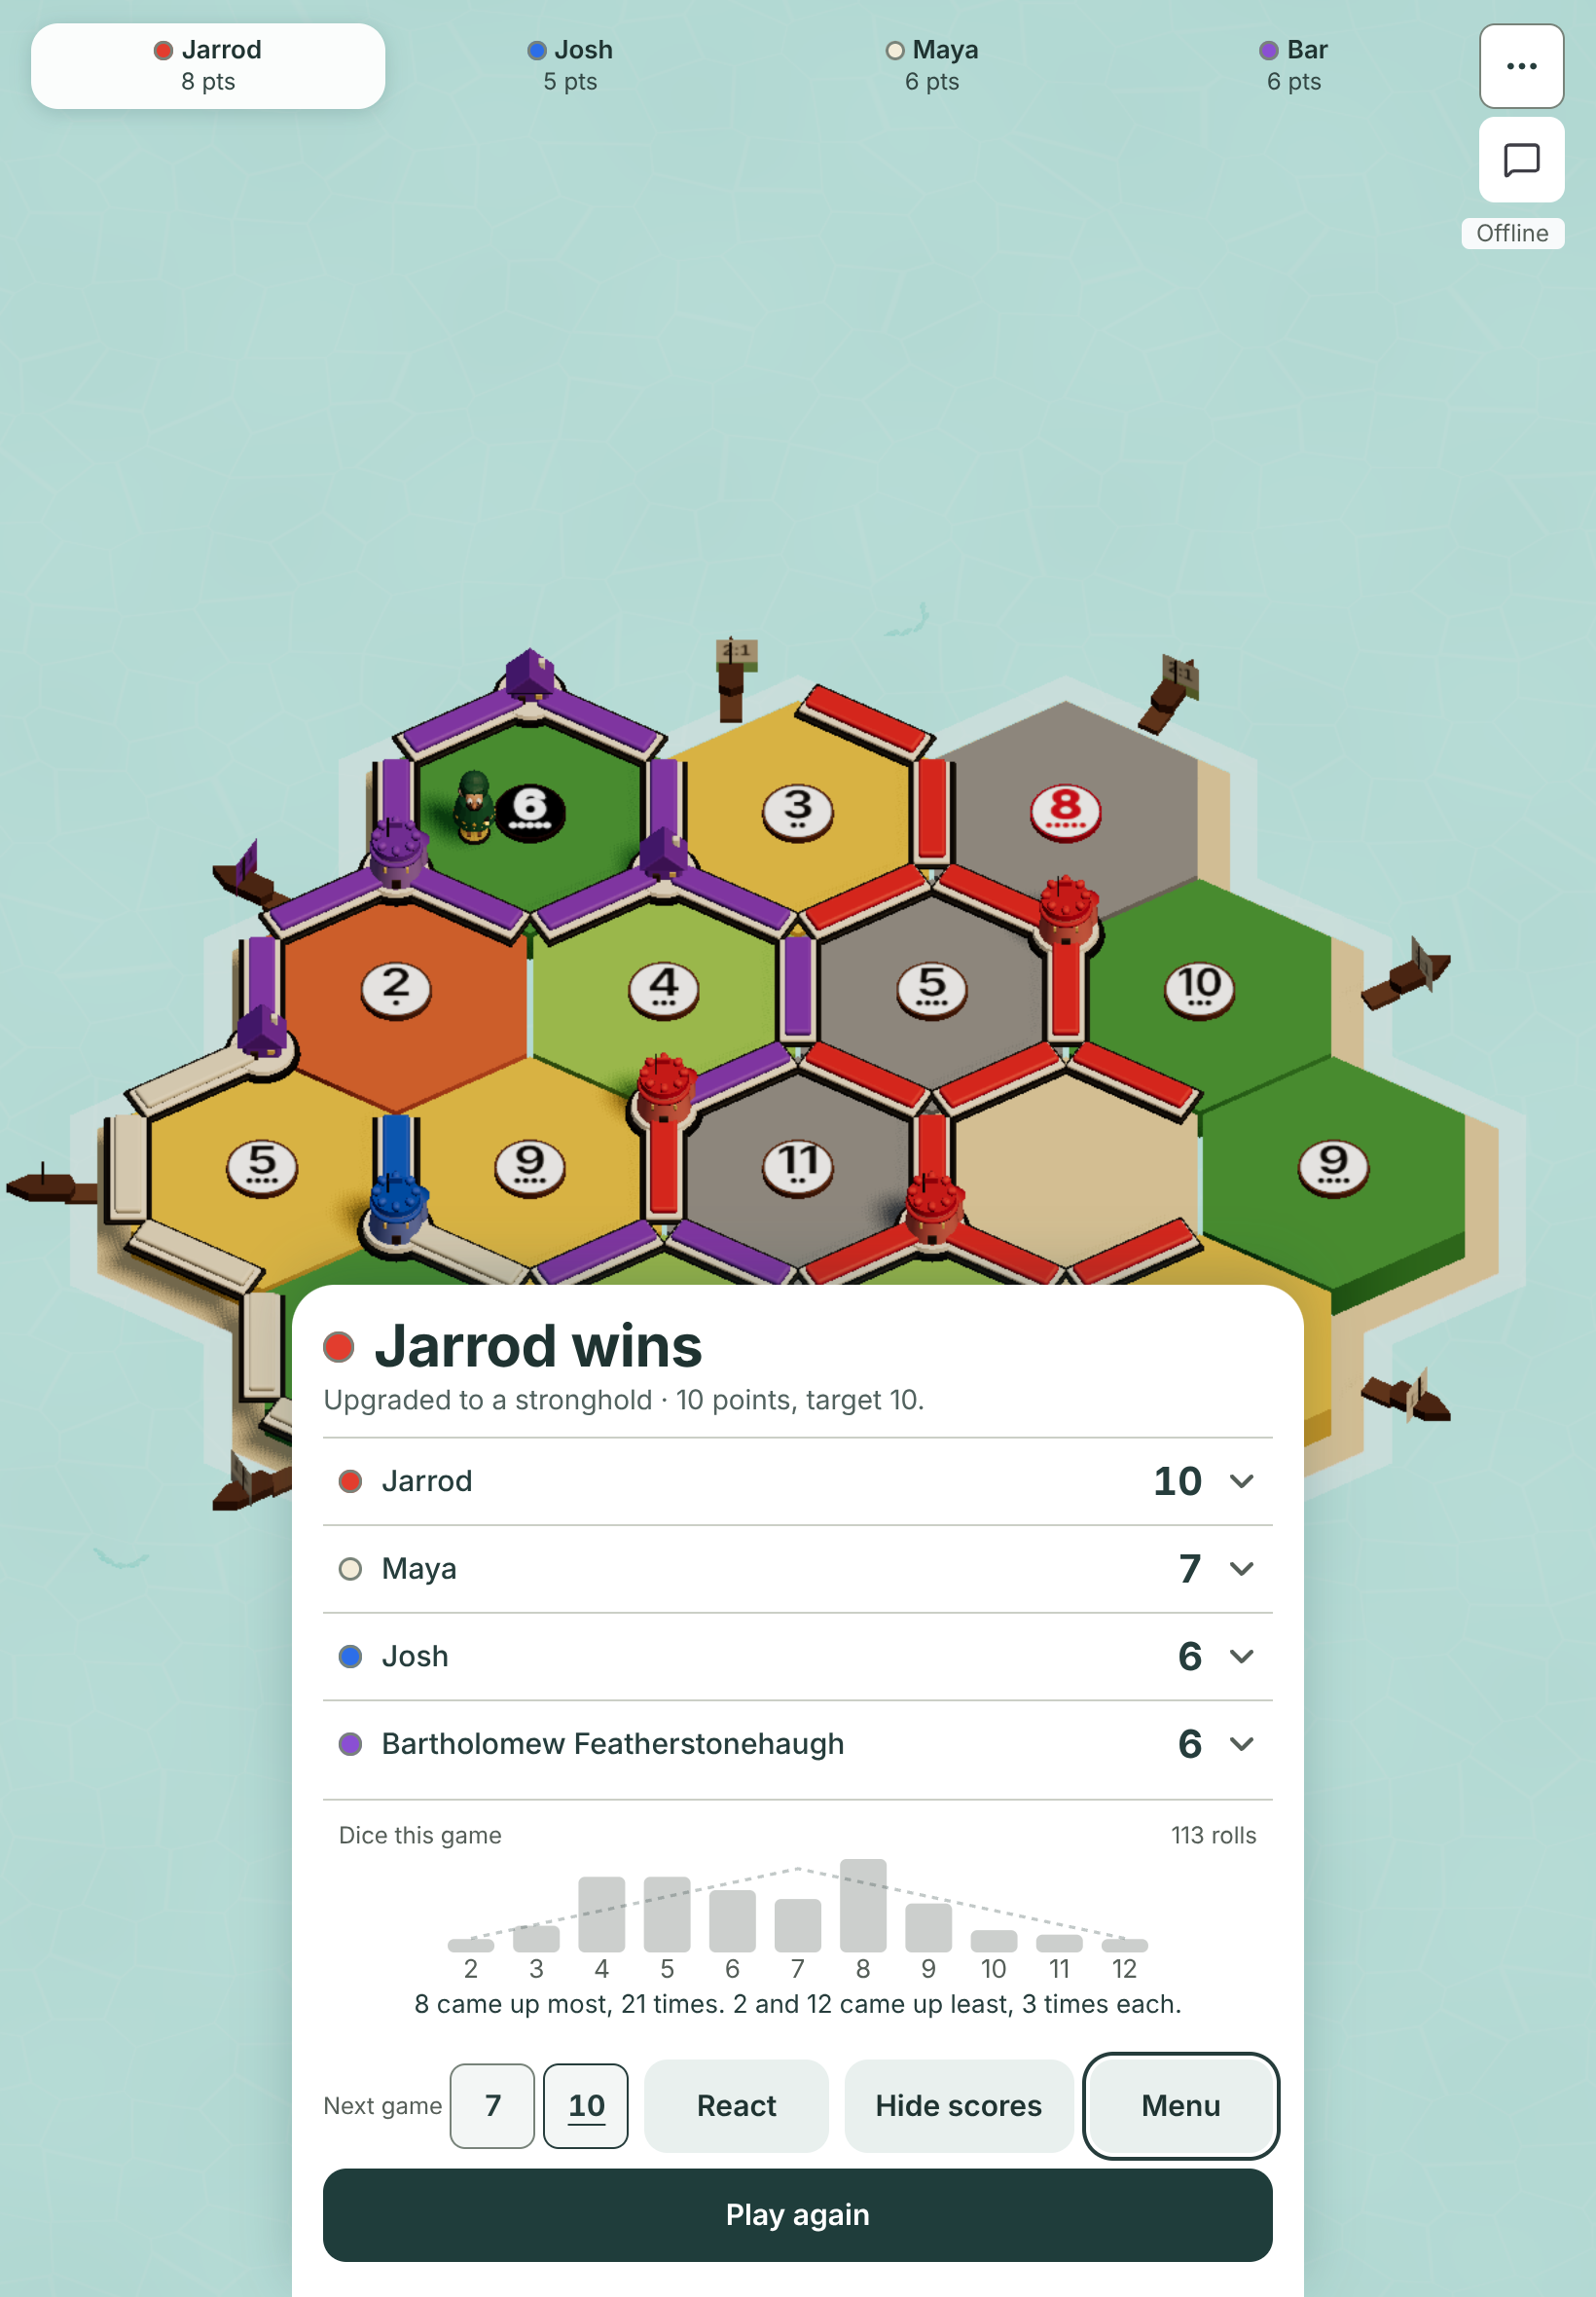 Jarrod
8 pts
Josh
5 pts
Maya
6 pts
Bar
6 pts
Offline
2:1
2:1
6
3
8
2
4
5
10
5
9
11
9
Jarrod wins
Upgraded to a stronghold · 10 points, target 10.
Jarrod 10
Maya 7
Josh 6
Bartholomew Featherstonehaugh 6
Dice this game 113 rolls
2 3 4 5 6 7 8 9 10 11 12
8 came up most, 21 times. 2 and 12 came up least, 3 times each.
Next game 7 10 React Hide scores Menu
Play again